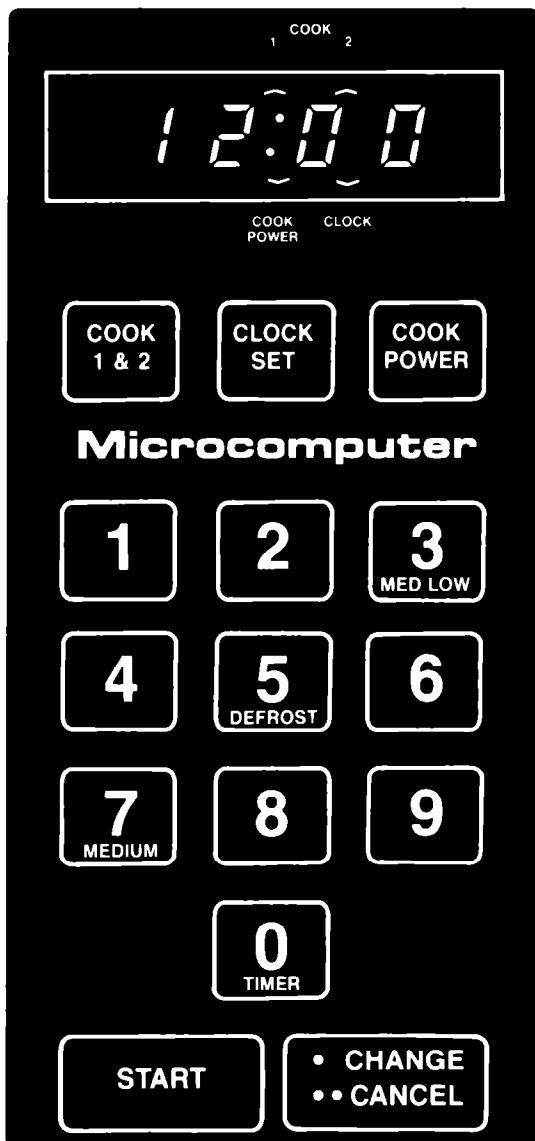 COOK
1 2
12:00
COOK POWER CLOCK
COOK 1 & 2
CLOCK SET
COOK POWER
Microcomputer
1
2
3 MED LOW
4
5 DEFROST
6
7 MEDIUM
8
9
0 TIMER
START
• CHANGE
•• CANCEL